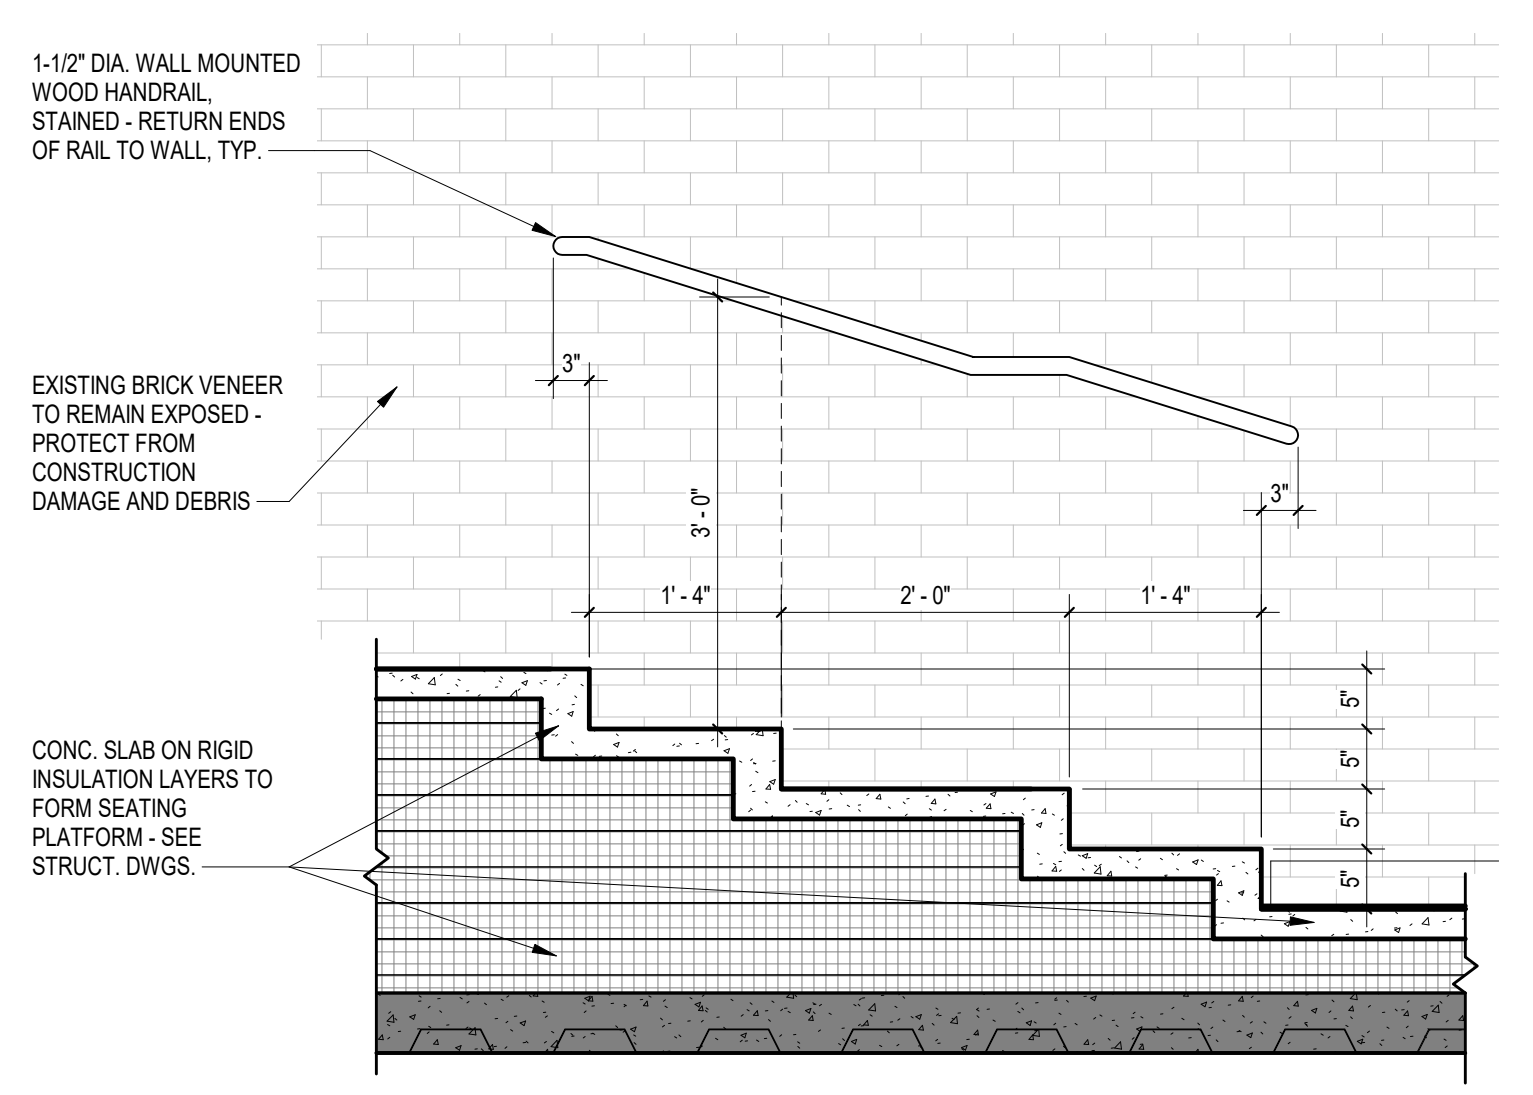 1-1/2" DIA. WALL MOUNTED
WOOD HANDRAIL,
STAINED - RETURN ENDS
OF RAIL TO WALL, TYP.
3"
EXISTING BRICK VENEER
TO REMAIN EXPOSED -
PROTECT FROM
CONSTRUCTION
DAMAGE AND DEBRIS
3"
3' - 0"
1' - 4"
2' - 0"
1' - 4"
5"
5"
5"
5"
CONC. SLAB ON RIGID
INSULATION LAYERS TO
FORM SEATING
PLATFORM - SEE
STRUCT. DWGS.